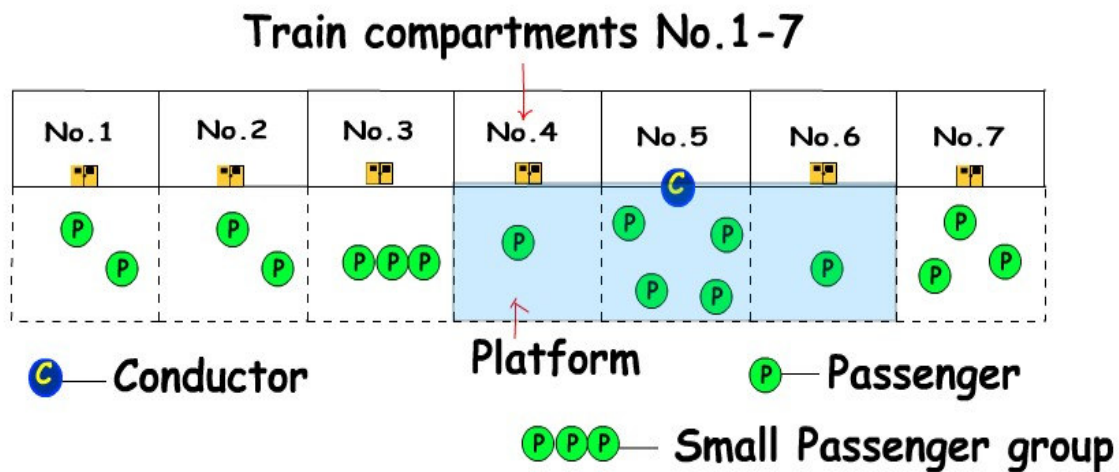 Train compartments No.1-7
No.1 No.2 No.3 No.4 No.5 No.6 No.7
C
P P P P P P P
P P P P P P P P P
C Conductor Platform P Passenger
P P P Small Passenger group